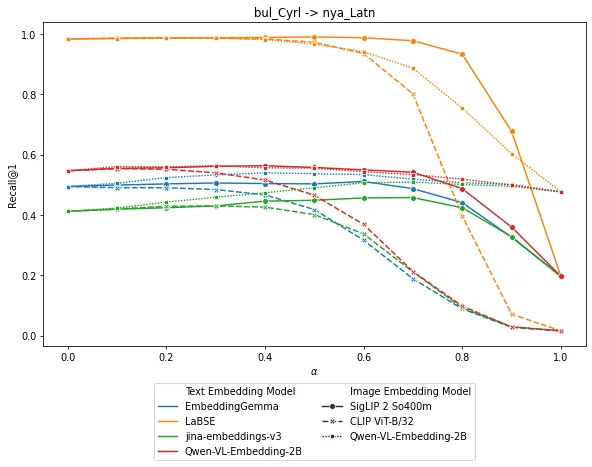 bul_Cyrl -> nya_Latn
Recall@1
1.0
0.8
0.6
0.4
0.2
0.0
0.0 0.2 0.4 0.6 0.8 1.0
α
Text Embedding Model
EmbeddingGemma
LaBSE
jina-embeddings-v3
Qwen-VL-Embedding-2B
Image Embedding Model
SigLIP 2 So400m
CLIP ViT-B/32
Qwen-VL-Embedding-2B